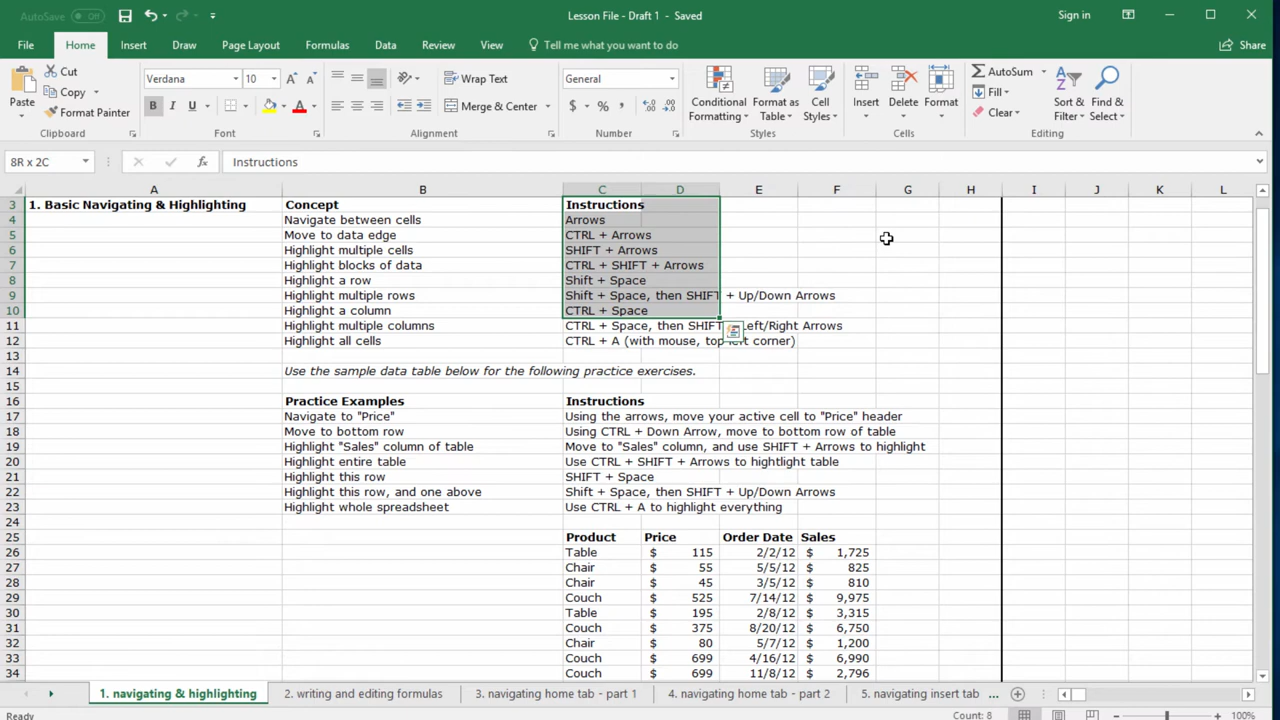 AutoSave Off
Lesson File - Draft 1 - Saved
Sign in
File Home Insert Draw Page Layout Formulas Data Review View Tell me what you want to do Share
Paste
Cut
Copy
Format Painter
Clipboard
Verdana 10
B I U A
Font
Wrap Text
Merge & Center
Alignment
General
$ % ,
Number
Conditional Formatting
Format as Table
Cell Styles
Styles
Insert Delete Format
Cells
AutoSum
Fill
Clear
Sort & Filter
Find & Select
Editing
8R x 2C fx Instructions
A B C D E F G H I J K L
3 1. Basic Navigating & Highlighting Concept Instructions
4 Navigate between cells Arrows
5 Move to data edge CTRL + Arrows
6 Highlight multiple cells SHIFT + Arrows
7 Highlight blocks of data CTRL + SHIFT + Arrows
8 Highlight a row Shift + Space
9 Highlight multiple rows Shift + Space, then SHIFT + Up/Down Arrows
10 Highlight a column CTRL + Space
11 Highlight multiple columns CTRL + Space, then SHIFT Left/Right Arrows
12 Highlight all cells CTRL + A (with mouse, top left corner)
14 Use the sample data table below for the following practice exercises.
15
16 Practice Examples Instructions
17 Navigate to "Price" Using the arrows, move your active cell to "Price" header
18 Move to bottom row Using CTRL + Down Arrow, move to bottom row of table
19 Highlight "Sales" column of table Move to "Sales" column, and use SHIFT + Arrows to highlight
20 Highlight entire table Use CTRL + SHIFT + Arrows to hightlight table
21 Highlight this row SHIFT + Space
22 Highlight this row, and one above Shift + Space, then SHIFT + Up/Down Arrows
23 Highlight whole spreadsheet Use CTRL + A to highlight everything
24
25 Product Price Order Date Sales
26 Table $ 115 2/2/12 $ 1,725
27 Chair $ 55 5/5/12 $ 825
28 Chair $ 45 3/5/12 $ 810
29 Couch $ 525 7/14/12 $ 9,975
30 Table $ 195 2/8/12 $ 3,315
31 Couch $ 375 8/20/12 $ 6,750
32 Chair $ 80 5/7/12 $ 1,200
33 Couch $ 699 4/16/12 $ 6,990
34 Couch $ 699 11/8/12 $ 2,796
1. navigating & highlighting 2. writing and editing formulas 3. navigating home tab - part 1 4. navigating home tab - part 2 5. navigating insert tab ...
Ready Count: 8 100%